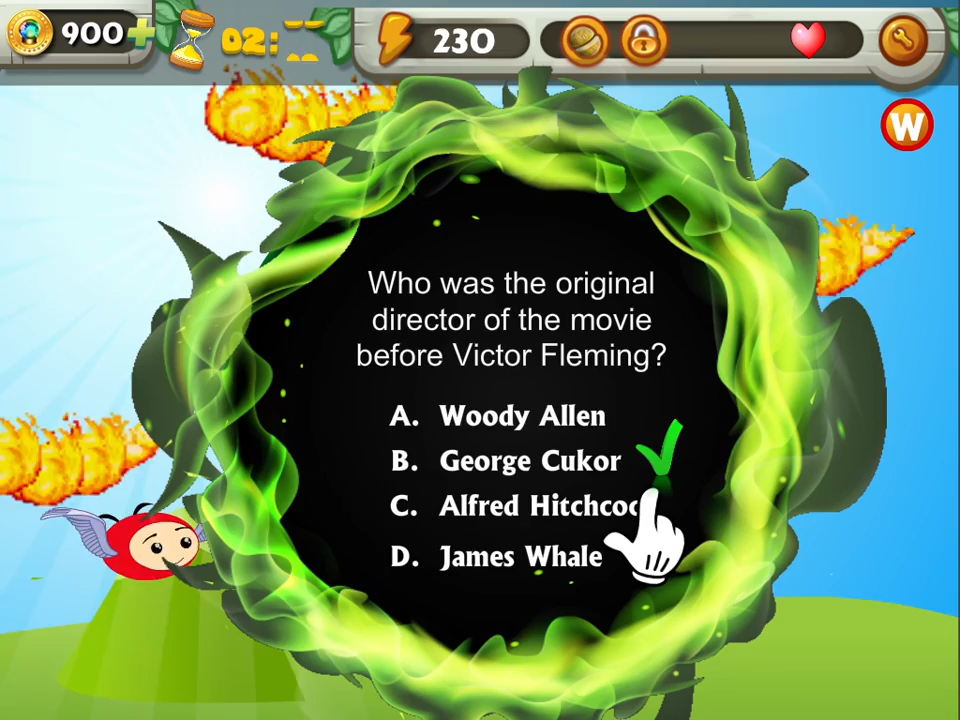 900
02:
230
W
Who was the original
director of the movie
before Victor Fleming?
A. Woody Allen
B. George Cukor
C. Alfred Hitchcoc
D. James Whale